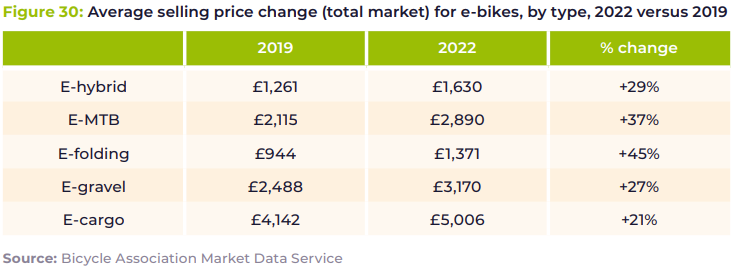 Figure 30: Average selling price change (total market) for e-bikes, by type, 2022 versus 2019
2019 2022 % change
E-hybrid £1,261 £1,630 +29%
E-MTB £2,115 £2,890 +37%
E-folding £944 £1,371 +45%
E-gravel £2,488 £3,170 +27%
E-cargo £4,142 £5,006 +21%
Source: Bicycle Association Market Data Service